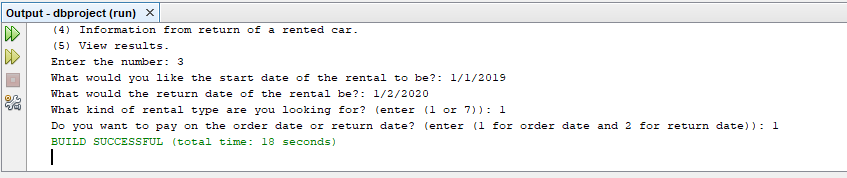 Output - dbproject (run)
(4) Information from return of a rented car.
(5) View results.
Enter the number: 3
What would you like the start date of the rental to be?: 1/1/2019
What would the return date of the rental be?: 1/2/2020
What kind of rental type are you looking for? (enter (1 or 7)): 1
Do you want to pay on the order date or return date? (enter (1 for order date and 2 for return date)): 1
BUILD SUCCESSFUL (total time: 18 seconds)